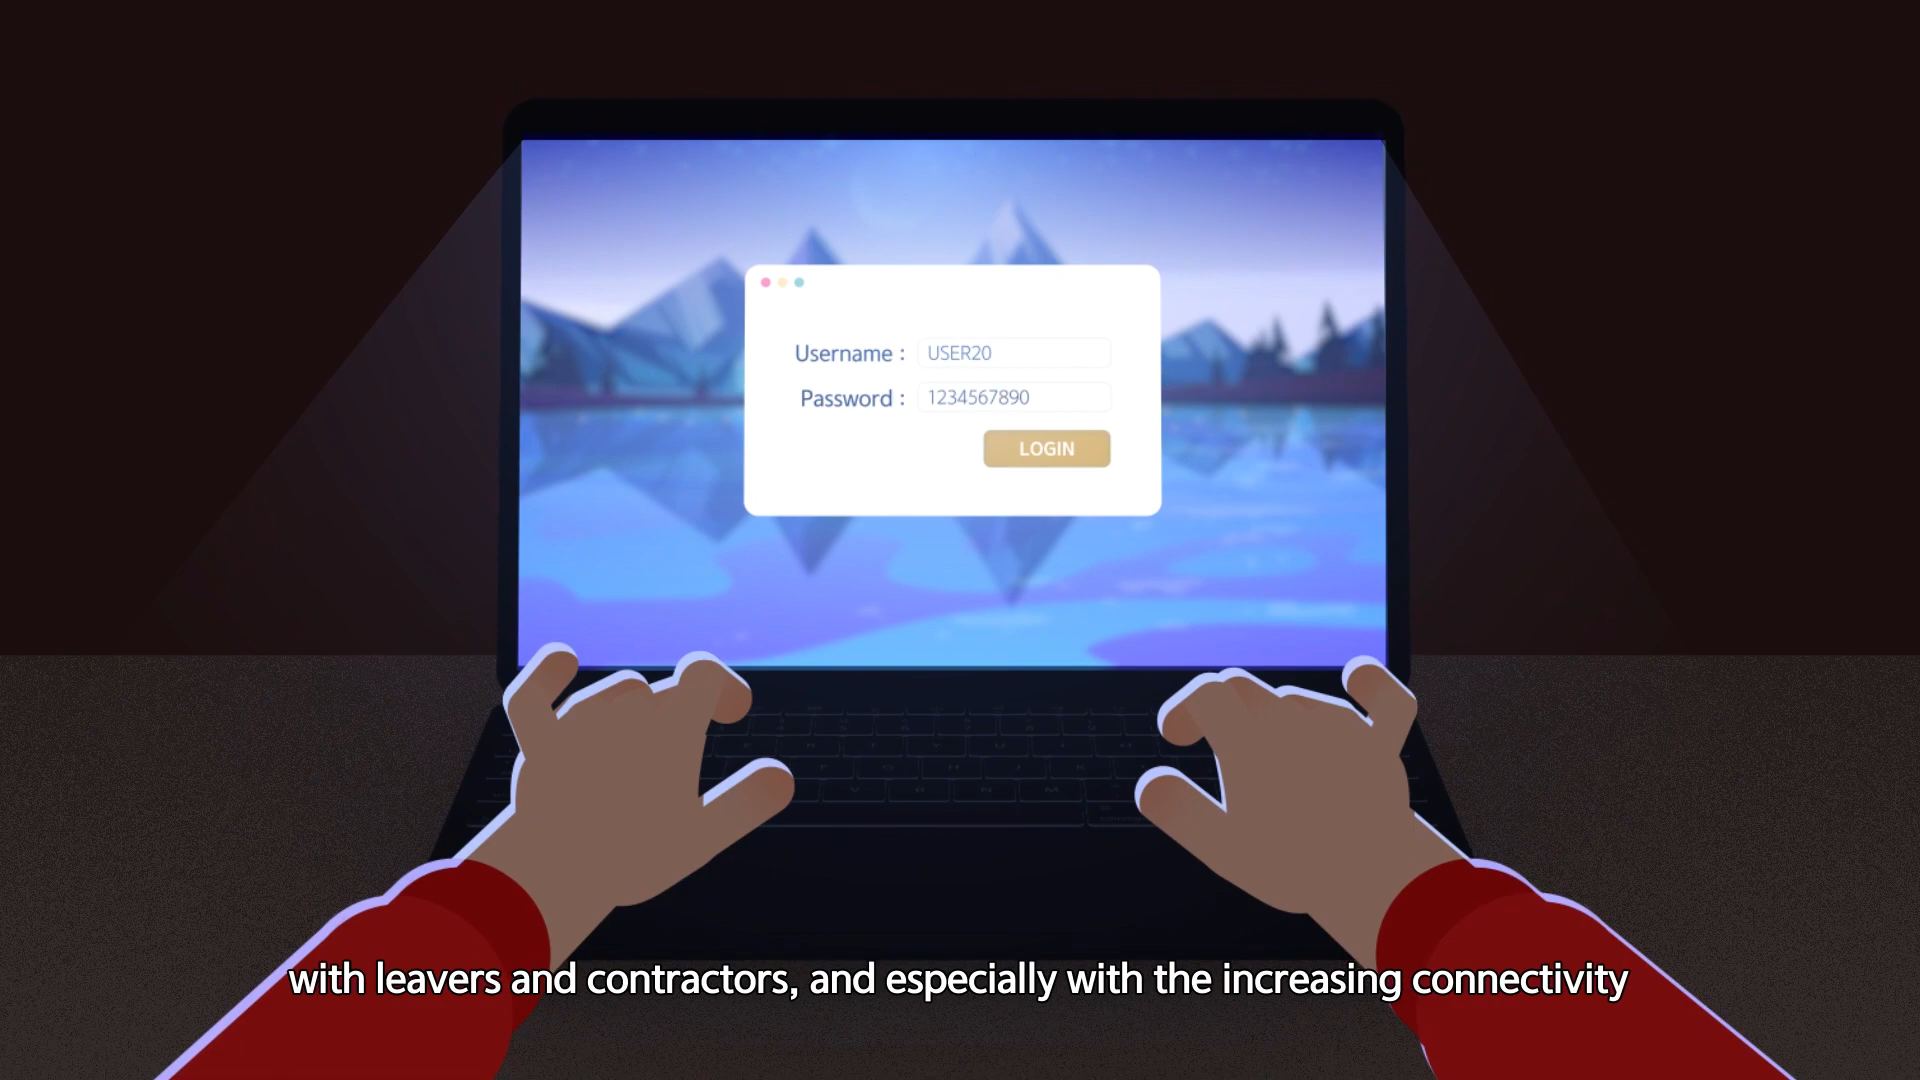 Username : USER20
Password : 1234567890
LOGIN
with leavers and contractors, and especially with the increasing connectivity